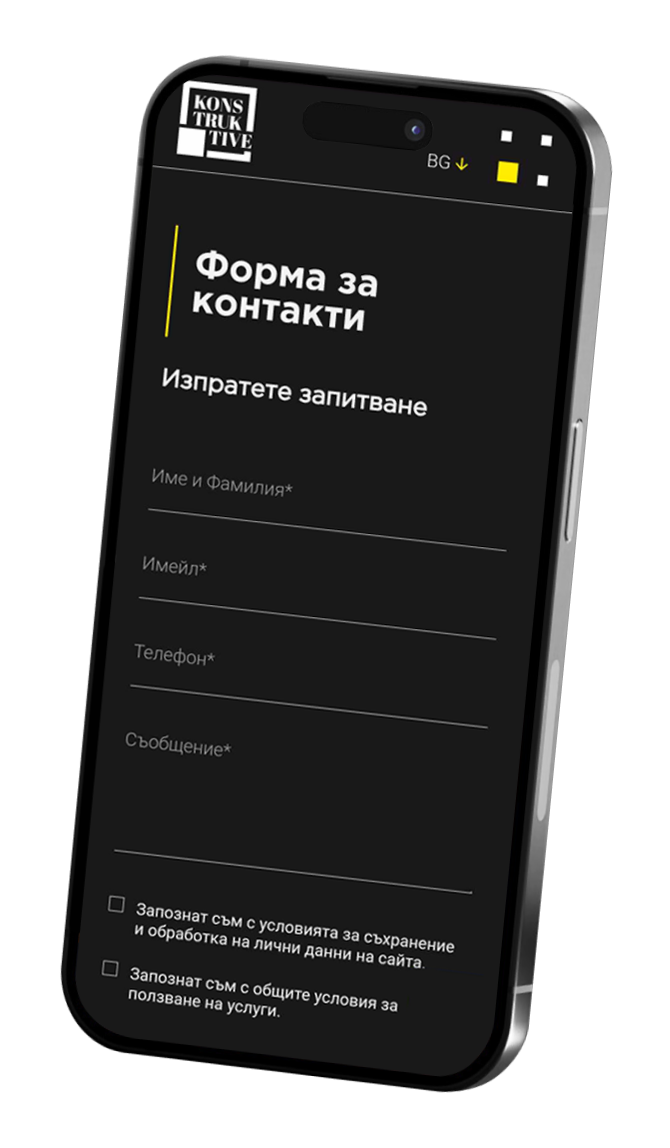 KONS
TRUK
TIVE
BG
Форма за
контакти
Изпратете запитване
Име и Фамилия*
Имейл*
Телефон*
Съобщение*
Запознат съм с условията за съхранение
и обработка на лични данни на сайта.
Запознат съм с общите условия за
ползване на услуги.